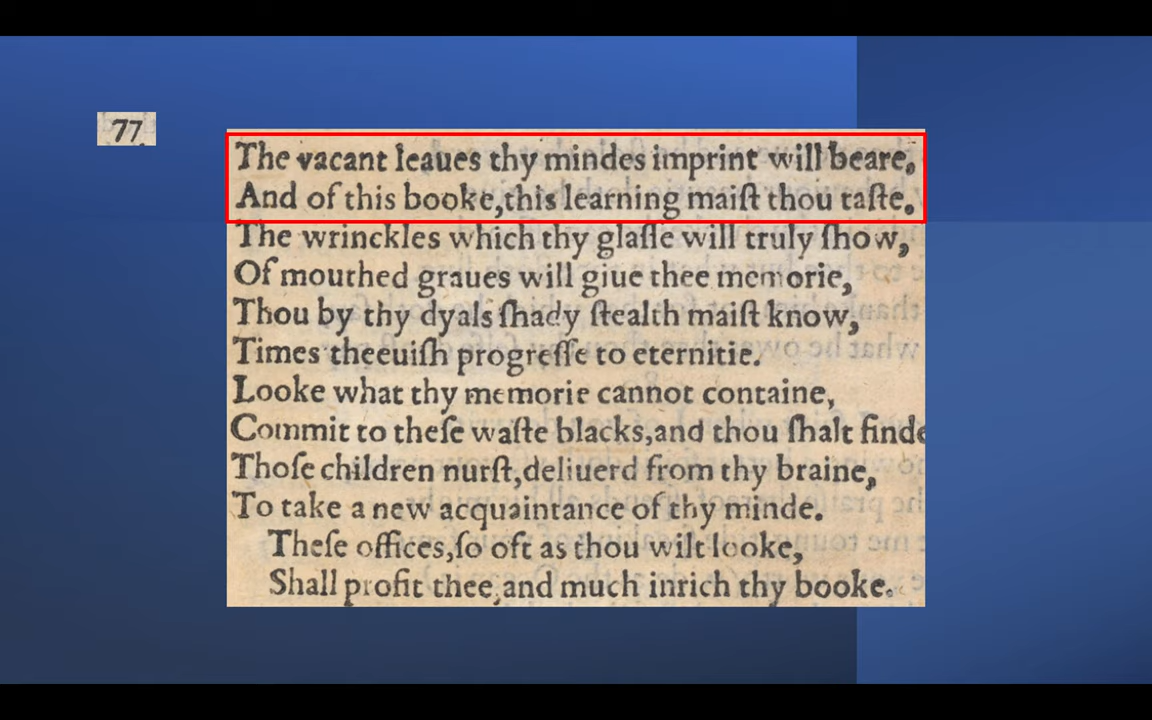 77
The vacant leaues thy mindes imprint will beare,
And of this booke,this learning maiſt thou taſte.
The wrinckles which thy glaſſe will truly ſhow,
Of mouthed graues will giue thee memorie,
Thou by thy dyals ſhady ſtealth maiſt know,
Times theeuiſh progreſſe to eternitie.
Looke what thy memorie cannot containe,
Commit to theſe waſte blacks,and thou ſhalt finde
Thoſe children nurſt,deliuerd from thy braine,
To take a new acquaintance of thy minde.
Theſe offices,ſo oft as thou wilt looke,
Shall profit thee,and much inrich thy booke.